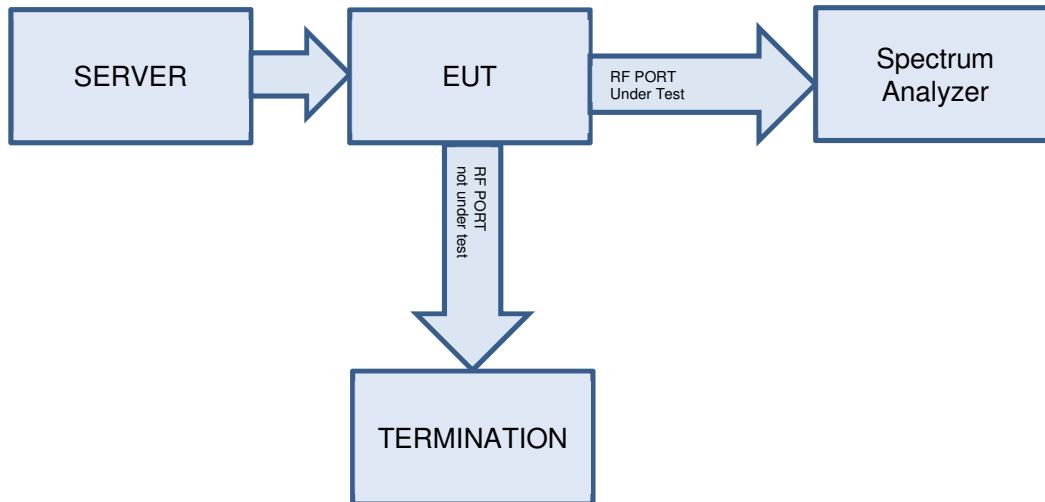 SERVER
EUT
RF PORT
Under Test
Spectrum
Analyzer
RF PORT
not under test
TERMINATION